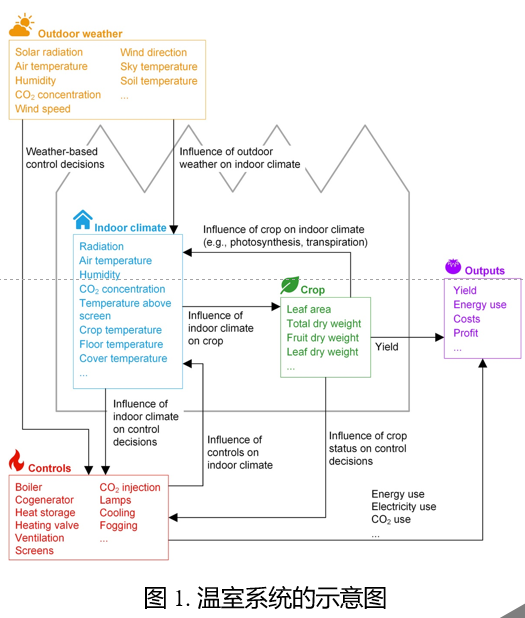 Outdoor weather
Solar radiation
Air temperature
Humidity
CO₂ concentration
Wind speed
Wind direction
Sky temperature
Soil temperature
...
Weather-based
control decisions
Influence of outdoor
weather on indoor climate
Indoor climate
Radiation
Air temperature
Humidity
CO₂ concentration
Temperature above
screen
Crop temperature
Floor temperature
Cover temperature
...
Influence of crop on indoor climate
(e.g., photosynthesis, transpiration)
Influence of
indoor climate
on crop
Crop
Leaf area
Total dry weight
Fruit dry weight
Leaf dry weight
...
Yield
Outputs
Yield
Energy use
Costs
Profit
...
Influence of
indoor climate
on control
decisions
Influence of
controls on
indoor climate
Influence of crop
status on control
decisions
Controls
Boiler
Cogenerator
Heat storage
Heating valve
Ventilation
Screens
CO₂ injection
Lamps
Cooling
Fogging
...
Energy use
Electricity use
CO₂ use
...
图 1. 温室系统的示意图